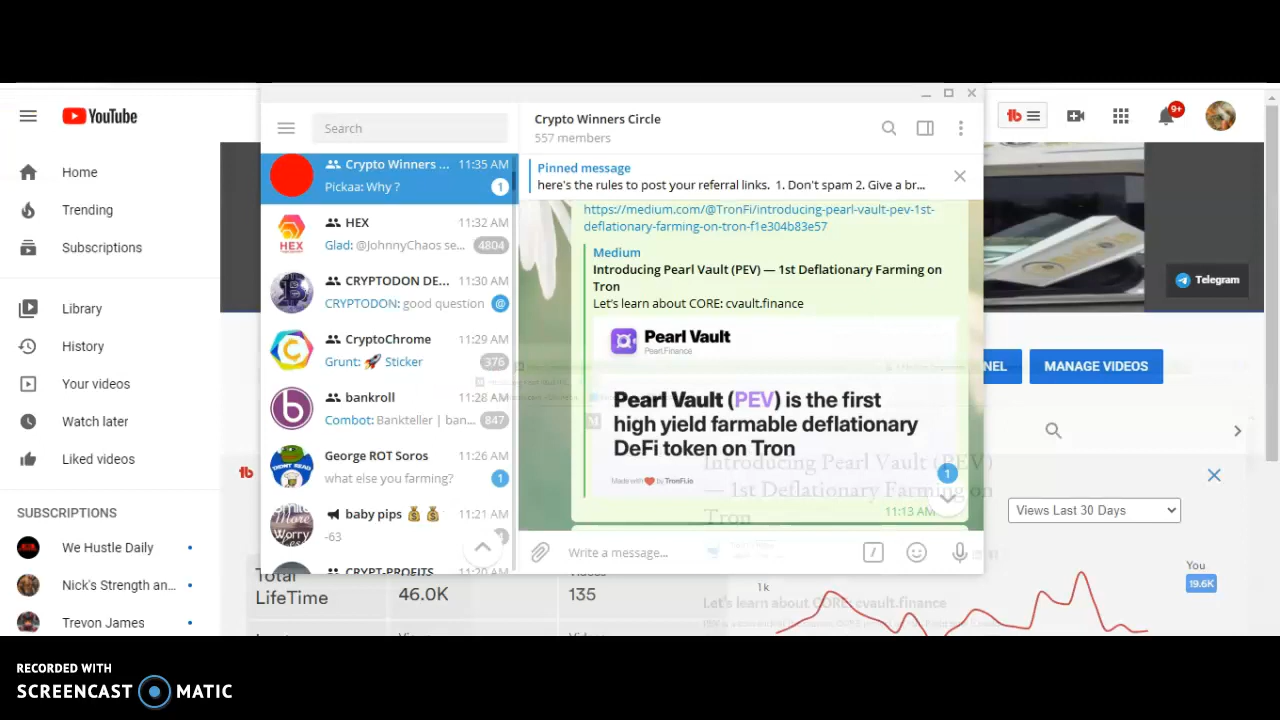 YouTube
Home
Trending
Subscriptions
Library
History
Your videos
Watch later
Liked videos
SUBSCRIPTIONS
We Hustle Daily
Nick's Strength an...
Trevon James
Search
Crypto Winners ... 11:35 AM
Pickaa: Why ? 1
HEX 11:32 AM
HEX
Glad: @JohnnyChaos se... 4804
CRYPTODON DE... 11:30 AM
CRYPTODON: good question @
CryptoChrome 11:29 AM
Grunt: 🚀 Sticker 376
bankroll 11:28 AM
Combot: Bankteller | ban... 847
George ROT Soros 11:26 AM
what else you farming? 1
baby pips 💰 💰 11:21 AM
-63
CRYPT-PROFITS 11:20 AM
Crypto Winners Circle
557 members
Pinned message
here's the rules to post your referral links. 1. Don't spam 2. Give a br...
https://medium.com/@TronFi/introducing-pearl-vault-pev-1st-
deflationary-farming-on-tron-f1e304b83e57
Medium
Introducing Pearl Vault (PEV) — 1st Deflationary Farming on
Tron
Let's learn about CORE: cvault.finance
Pearl Vault
Pearl.Finance
Pearl Vault (PEV) is the first
high yield farmable deflationary
DeFi token on Tron
Made with ❤ by TronFi.io
1
11:13 AM
Introducing Pearl Vault (PEV)
— 1st Deflationary Farming on
Tron
Write a message...
Let's learn about CORE: cvault.finance
tb
9+
Telegram
NEL
MANAGE VIDEOS
tb
Views Last 30 Days
You
19.6K
1k
Total
LifeTime
46.0K
Videos
135
RECORDED WITH
SCREENCAST MATIC